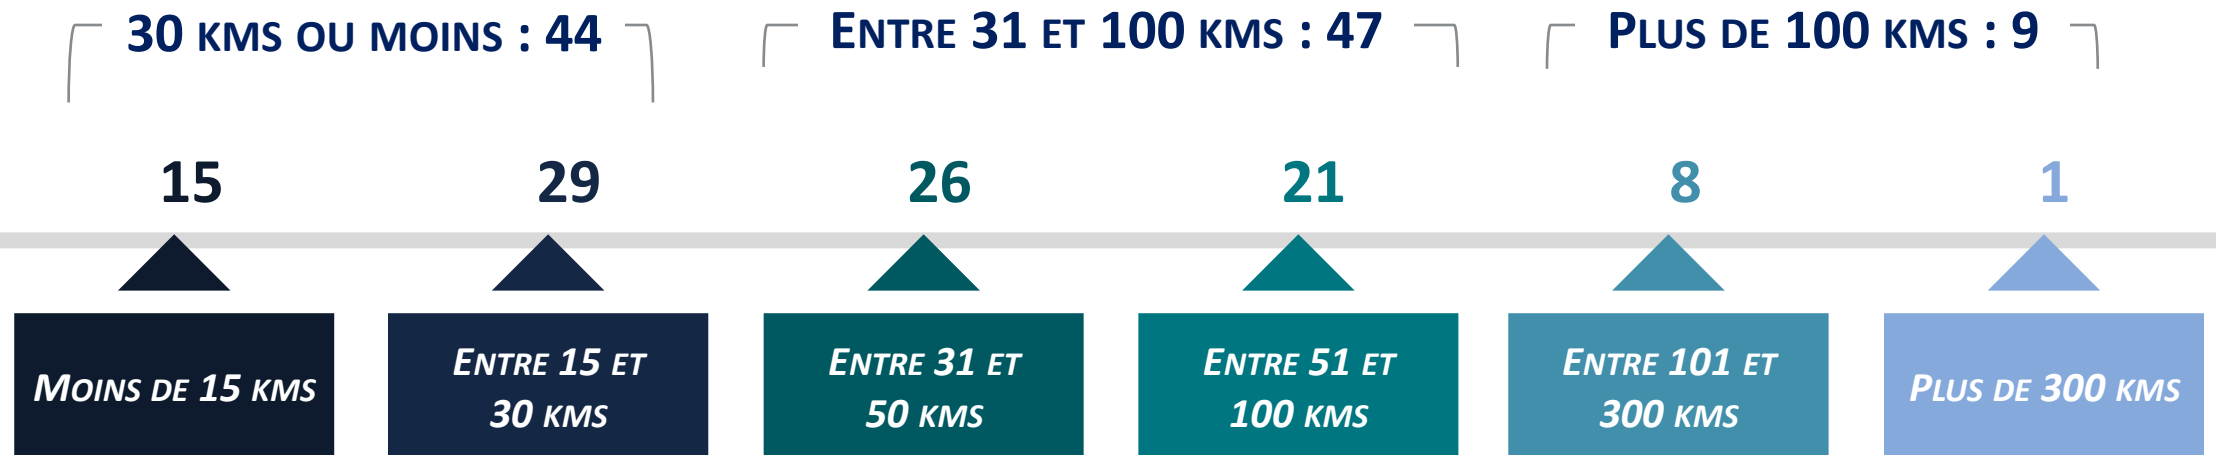 30 KMS OU MOINS : 44
ENTRE 31 ET 100 KMS : 47
PLUS DE 100 KMS : 9
15
29
26
21
8
1
MOINS DE 15 KMS
ENTRE 15 ET
30 KMS
ENTRE 31 ET
50 KMS
ENTRE 51 ET
100 KMS
ENTRE 101 ET
300 KMS
PLUS DE 300 KMS